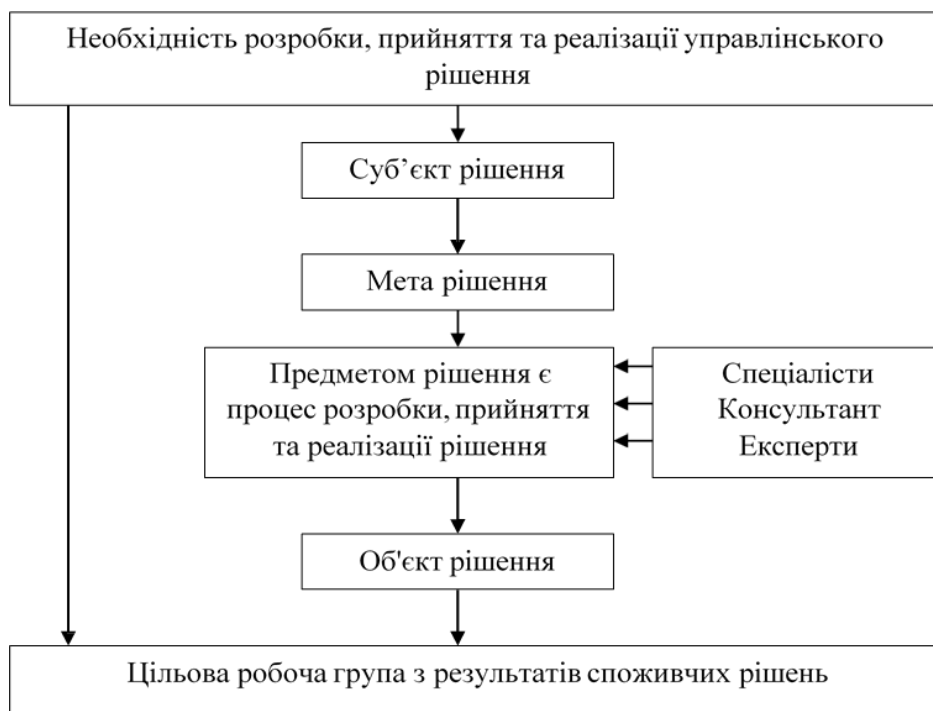 Необхідність розробки, прийняття та реалізації управлінського
рішення
Суб’єкт рішення
Мета рішення
Предметом рішення є
процес розробки, прийняття
та реалізації рішення
Спеціалісти
Консультант
Експерти
Об'єкт рішення
Цільова робоча група з результатів споживчих рішень